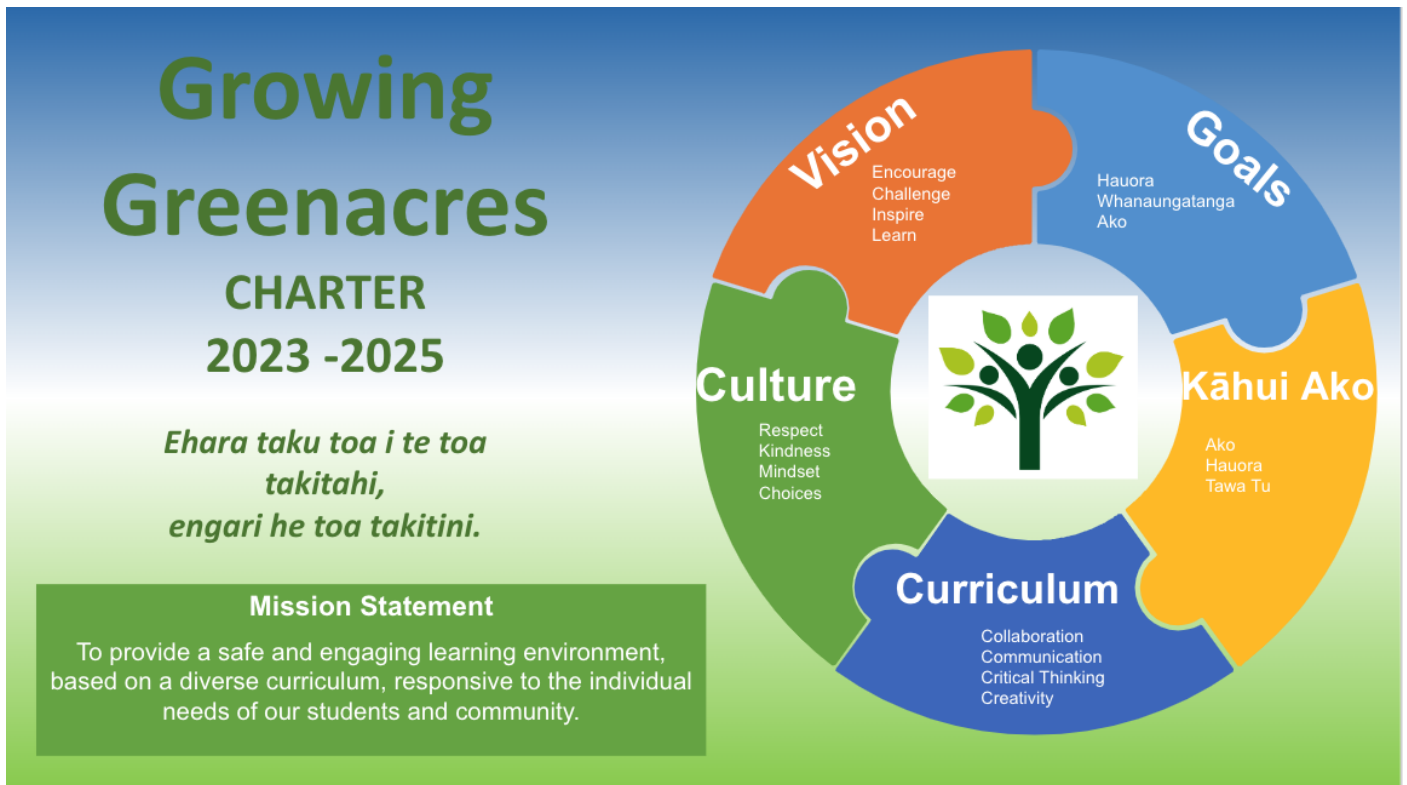 Growing
Greenacres
CHARTER
2023 -2025
Ehara taku toa i te toa
takitahi,
engari he toa takitini.
Mission Statement
To provide a safe and engaging learning environment,
based on a diverse curriculum, responsive to the individual
needs of our students and community.
Vision
Encourage
Challenge
Inspire
Learn
Goals
Hauora
Whanaungatanga
Ako
Kāhui Ako
Ako
Hauora
Tawa Tu
Curriculum
Collaboration
Communication
Critical Thinking
Creativity
Culture
Respect
Kindness
Mindset
Choices